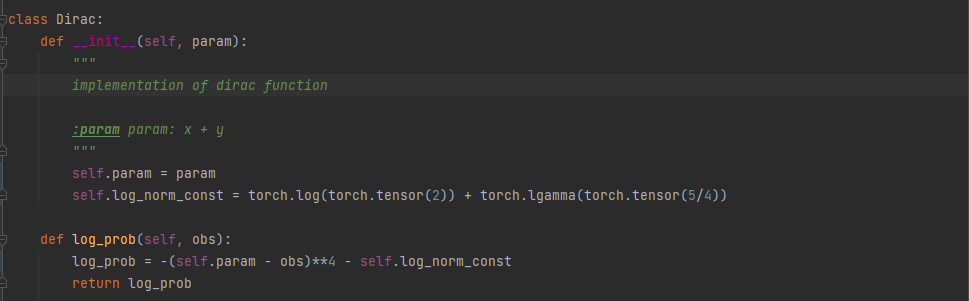 class Dirac:
    def __init__(self, param):
        """
        implementation of dirac function

        :param param: x + y
        """
        self.param = param
        self.log_norm_const = torch.log(torch.tensor(2)) + torch.lgamma(torch.tensor(5/4))

    def log_prob(self, obs):
        log_prob = -(self.param - obs)**4 - self.log_norm_const
        return log_prob